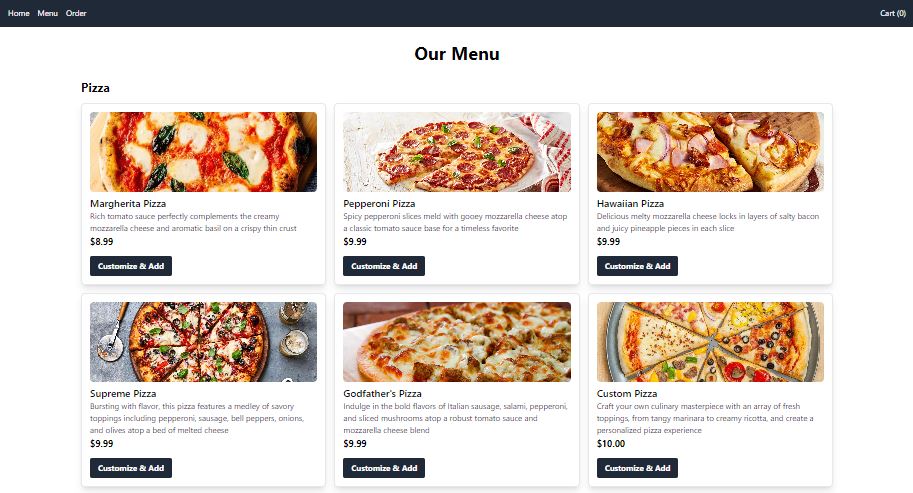 Home Menu Order Cart (0)
Our Menu
Pizza
Margherita Pizza
Rich tomato sauce perfectly complements the creamy
mozzarella cheese and aromatic basil on a crispy thin crust
$8.99
Customize & Add
Pepperoni Pizza
Spicy pepperoni slices meld with gooey mozzarella cheese atop
a classic tomato sauce base for a timeless favorite
$9.99
Customize & Add
Hawaiian Pizza
Delicious melty mozzarella cheese locks in layers of salty bacon
and juicy pineapple pieces in each slice
$9.99
Customize & Add
Supreme Pizza
Bursting with flavor, this pizza features a medley of savory
toppings including pepperoni, sausage, bell peppers, onions,
and olives atop a bed of melted cheese
$9.99
Customize & Add
Godfather's Pizza
Indulge in the bold flavors of Italian sausage, salami, pepperoni,
and sliced mushrooms atop a robust tomato sauce and
mozzarella cheese blend
$9.99
Customize & Add
Custom Pizza
Craft your own culinary masterpiece with an array of fresh
toppings, from tangy marinara to creamy ricotta, and create a
personalized pizza experience
$10.00
Customize & Add